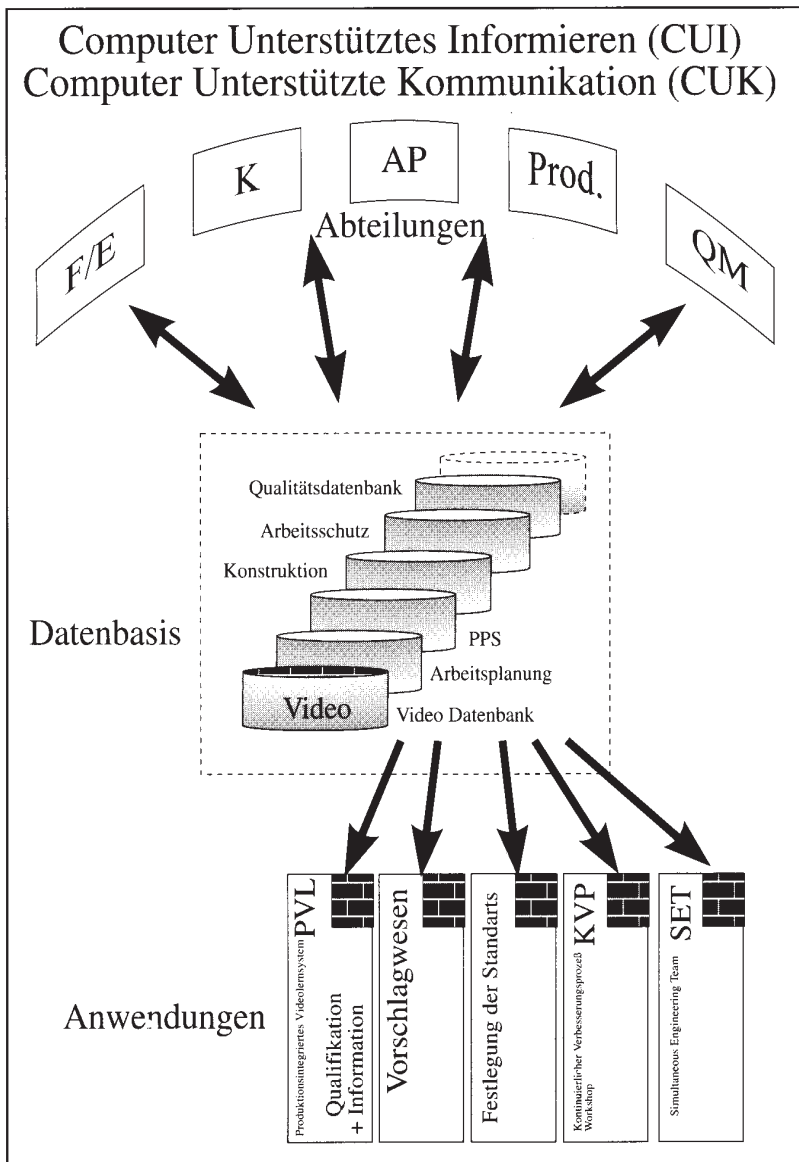 Computer Unterstütztes Informieren (CUI)
Computer Unterstützte Kommunikation (CUK)
F/E
K
AP
Prod.
QM
Abteilungen
Datenbasis
Qualitätsdatenbank
Arbeitsschutz
Konstruktion
PPS
Arbeitsplanung
Video
Video Datenbank
Anwendungen
Produktionsintegriertes Videolernsystem
PVL
Qualifikation
+ Information
Vorschlagwesen
Festlegung der Standarts
KVP
Kontinuierlicher Verbesserungsprozeß
Workshop
SET
Simultaneous Engineering Team